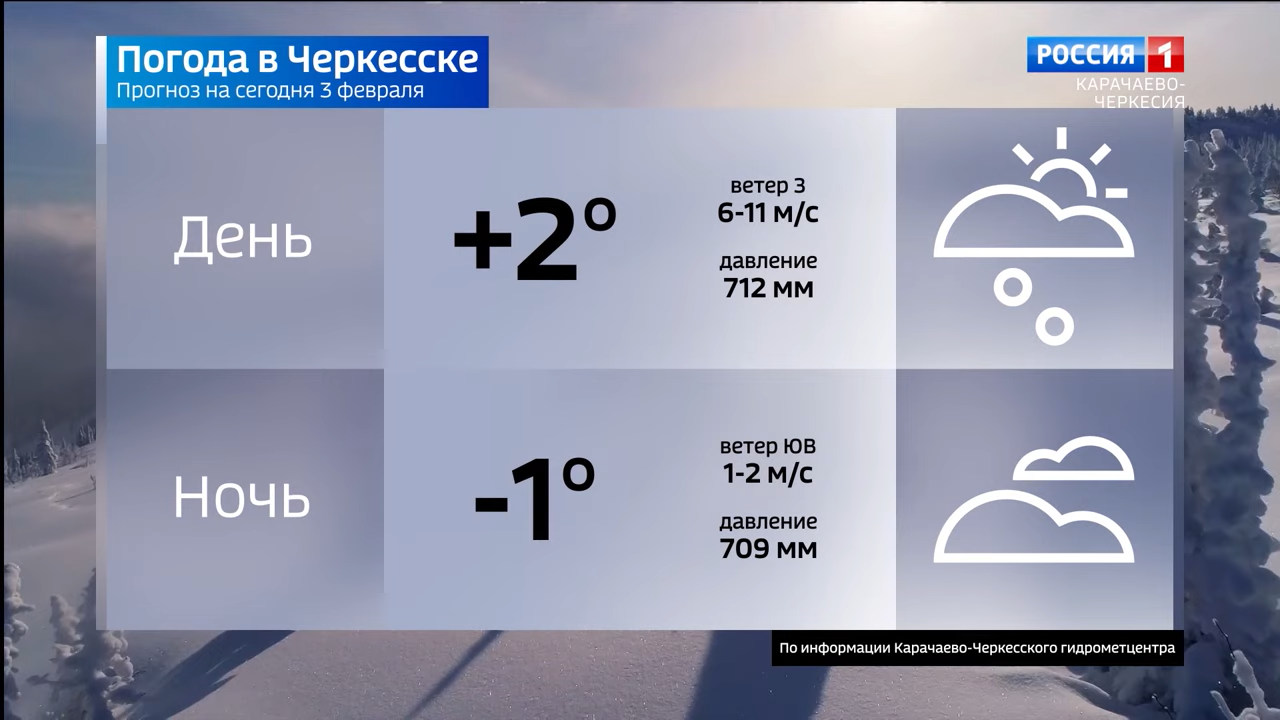 Погода в Черкесске
Прогноз на сегодня 3 февраля
РОССИЯ 1
КАРАЧАЕВО-
ЧЕРКЕСИЯ
День
+2°
ветер З
6-11 м/с
давление
712 мм
Ночь
-1°
ветер ЮВ
1-2 м/с
давление
709 мм
По информации Карачаево-Черкесского гидрометцентра